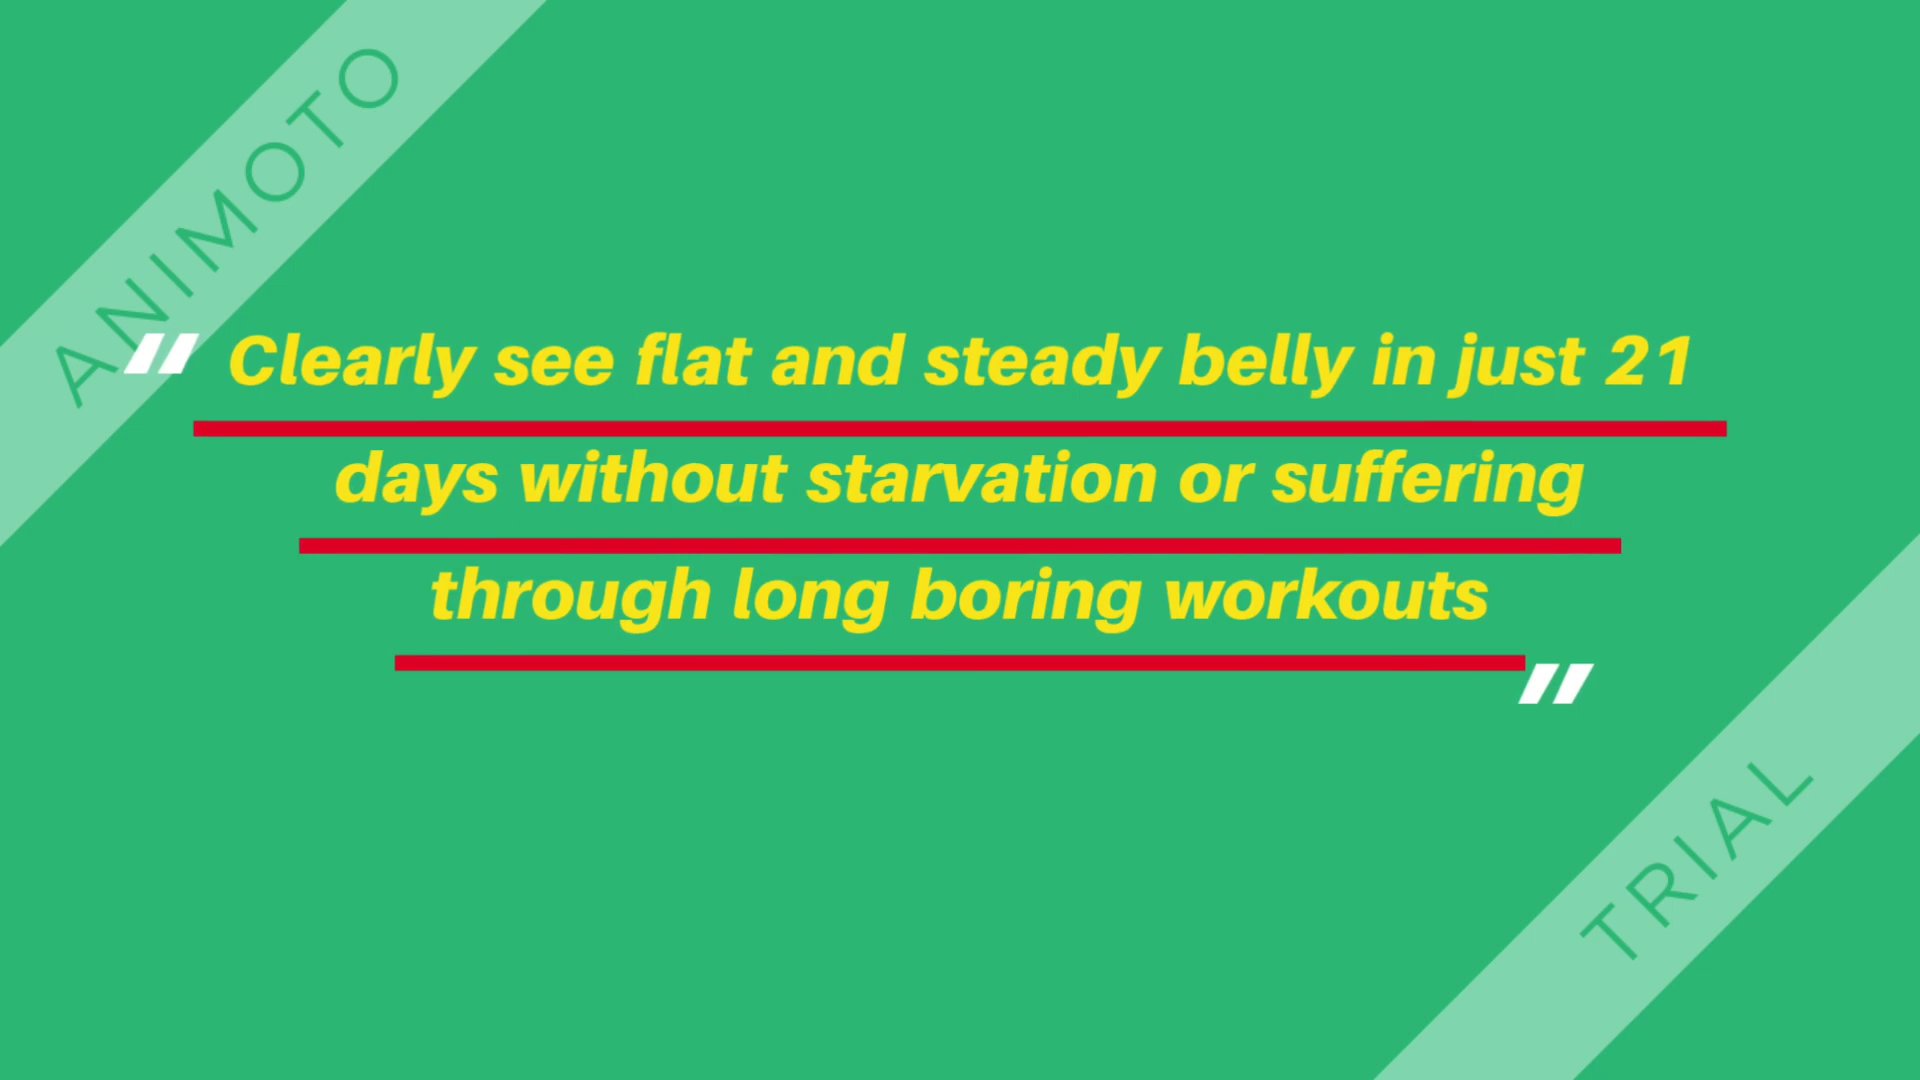 ANIMOTO
"Clearly see flat and steady belly in just 21
days without starvation or suffering
through long boring workouts"
TRIAL